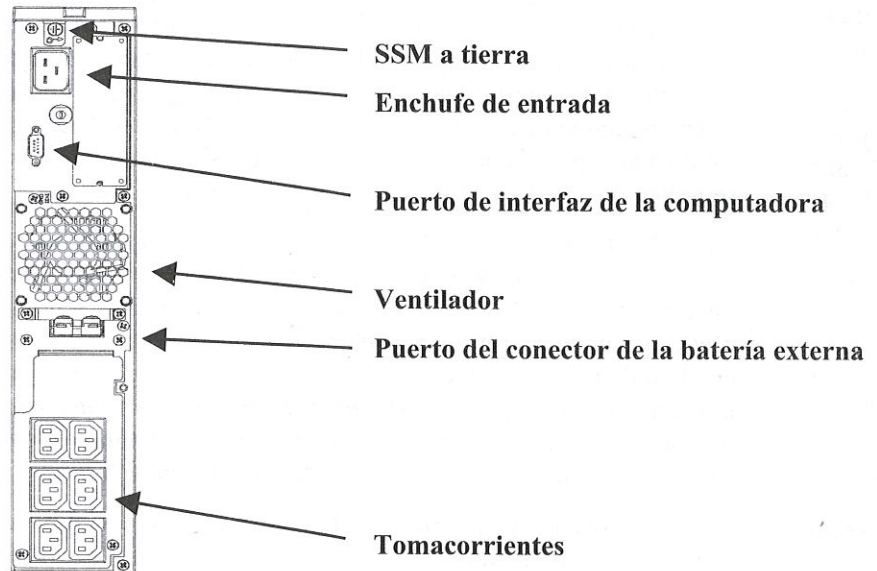 SSM a tierra
Enchufe de entrada
Puerto de interfaz de la computadora
Ventilador
Puerto del conector de la batería externa
Tomacorrientes